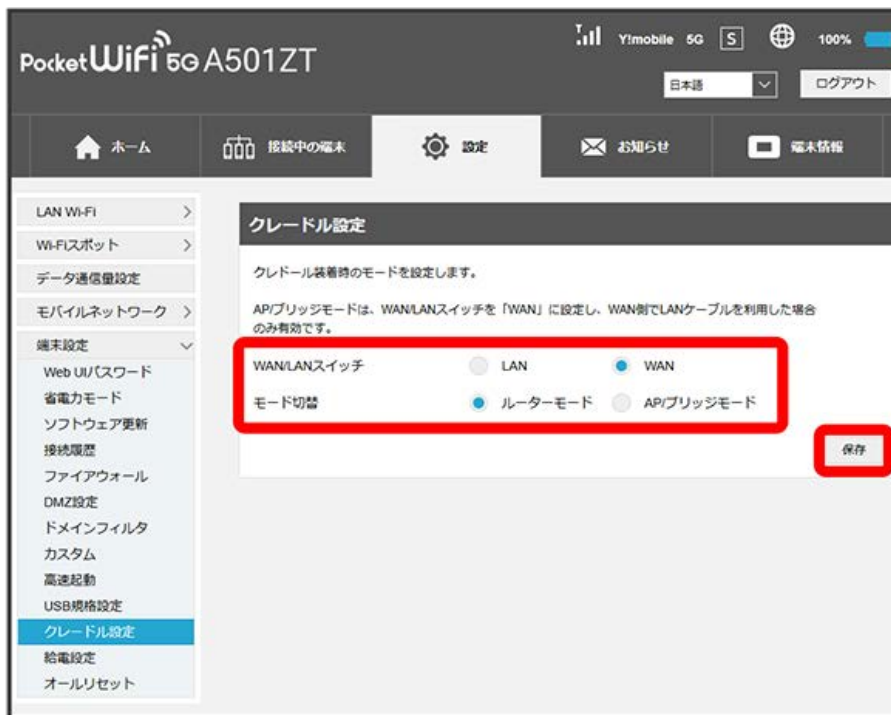 Pocket WiFi 5G A501ZT
Y!mobile 5G S 100%
日本語 ログアウト
ホーム 接続中の端末 設定 お知らせ 端末情報
LAN Wi-Fi
Wi-Fiスポット
データ通信量設定
モバイルネットワーク
端末設定
Web UIパスワード
省電力モード
ソフトウェア更新
接続履歴
ファイアウォール
DMZ設定
ドメインフィルタ
カスタム
高速起動
USB規格設定
クレードル設定
給電設定
オールリセット
クレードル設定
クレドール装着時のモードを設定します。
AP/ブリッジモードは、WAN/LANスイッチを「WAN」に設定し、WAN側でLANケーブルを利用した場合
のみ有効です。
WAN/LANスイッチ LAN WAN
モード切替 ルーターモード AP/ブリッジモード
保存